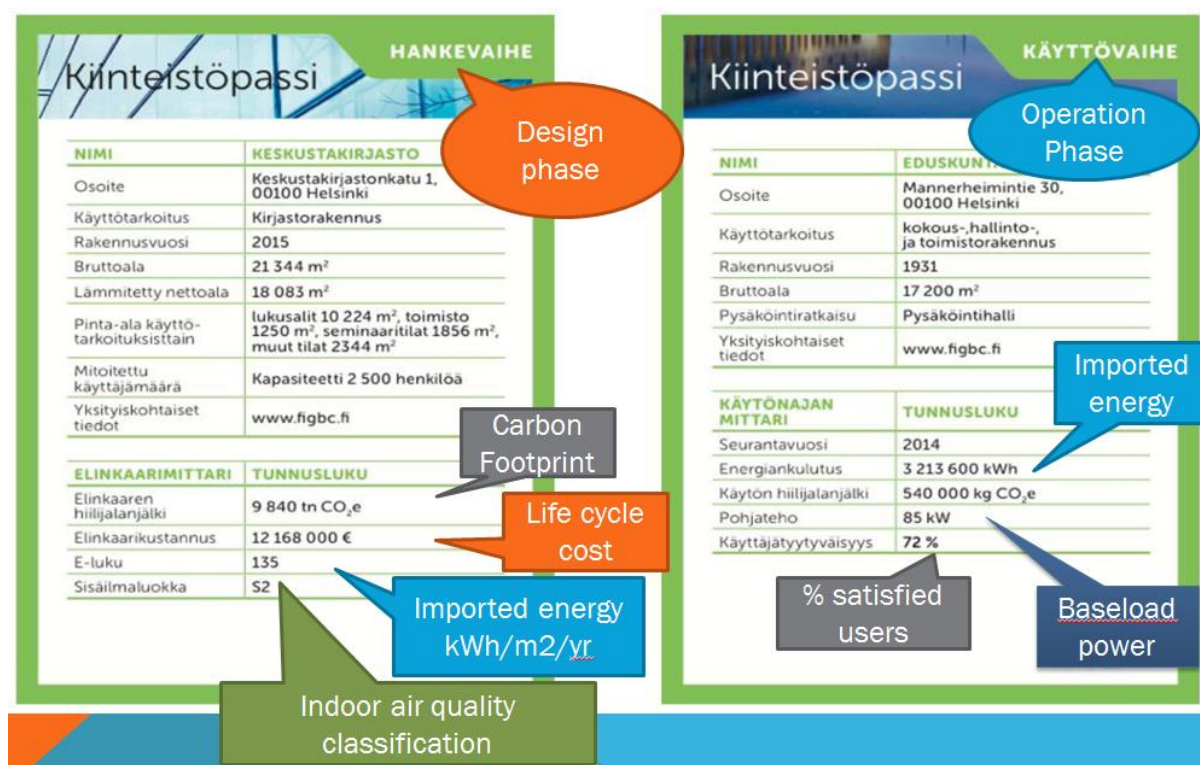 HANKEVAIHE
Kiinteistöpassi
Design
phase
NIMI KESKUSTAKIRJASTO
Osoite Keskustakirjastonkatu 1,
00100 Helsinki
Käyttötarkoitus Kirjastorakennus
Rakennusvuosi 2015
Bruttoala 21 344 m²
Lämmitetty nettoala 18 083 m²
Pinta-ala käyttö-
tarkoituksisttain
lukusalit 10 224 m², toimisto
1250 m², seminaaritilat 1856 m²,
muut tilat 2344 m²
Mitoitettu
käyttäjämäärä
Kapasiteetti 2 500 henkilöä
Yksityiskohtaiset
tiedot
www.figbc.fi
Carbon
Footprint
ELINKAARIMITTARI TUNNUSLUKU
Elinkaaren
hiilijalanjälki
9 840 tn CO₂e
Elinkaarikustannus 12 168 000 €
E-luku 135
Sisäilmaluokka S2
Life cycle
cost
Imported energy
kWh/m2/yr
Indoor air quality
classification
KÄYTTÖVAIHE
Kiinteistöpassi
Operation
Phase
NIMI
Osoite Mannerheimintie 30,
00100 Helsinki
Käyttötarkoitus kokous-,hallinto-,
ja toimistorakennus
Rakennusvuosi 1931
Bruttoala 17 200 m²
Pysäköintiratkaisu Pysäköintihalli
Yksityiskohtaiset
tiedot
www.figbc.fi
Imported
energy
KÄYTÖNAJAN
MITTARI
TUNNUSLUKU
Seurantavuosi 2014
Energiankulutus 3 213 600 kWh
Käytön hiilijalanjälki 540 000 kg CO₂e
Pohjateho 85 kW
Käyttäjätyytyväisyys 72 %
% satisfied
users
Baseload
power